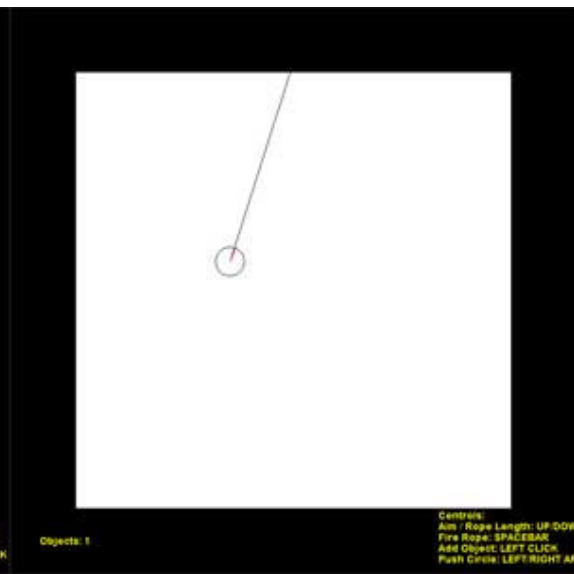 Objects: 1
Controls:
Aim / Rope Length: UP/DOW
Fire Rope: SPACEBAR
Add Object: LEFT CLICK
Push Circle: LEFT/RIGHT AR
K